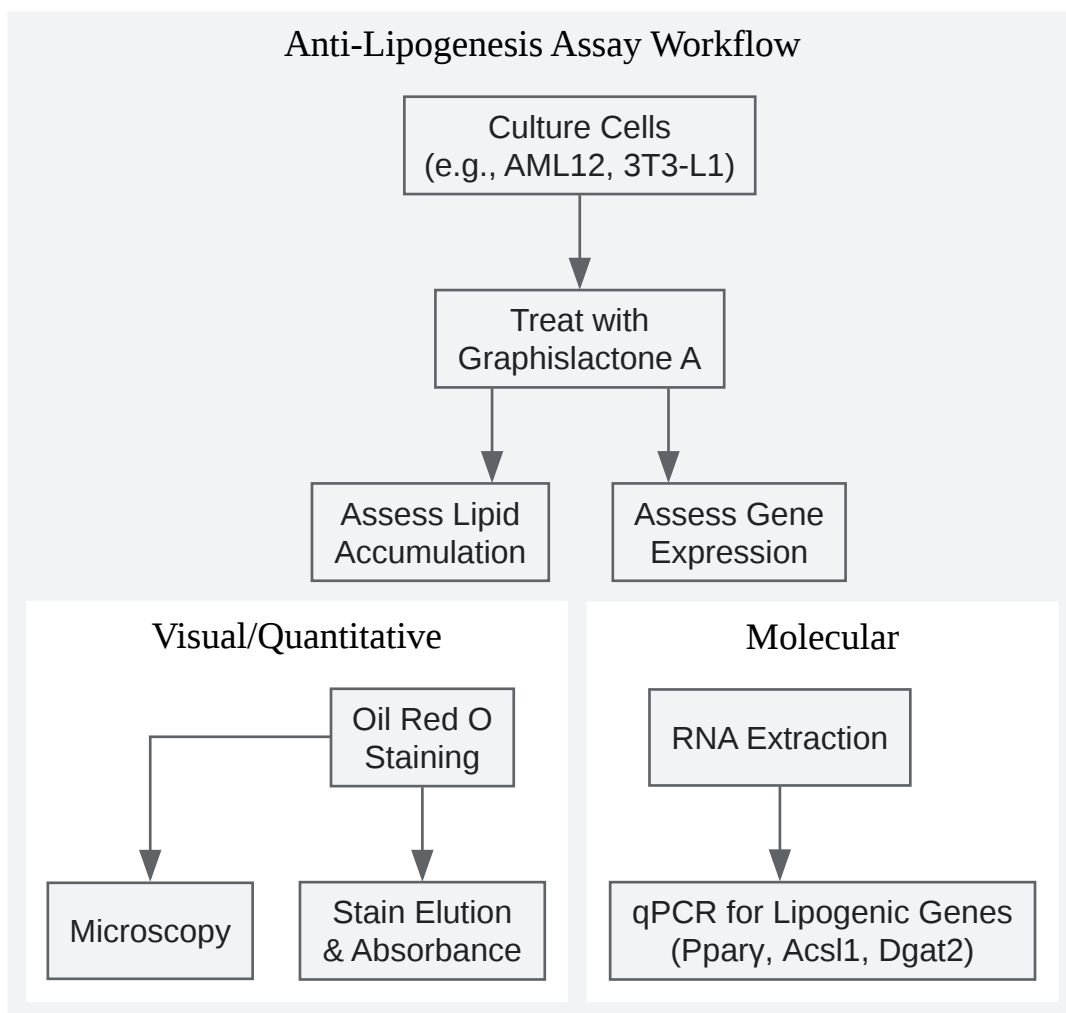 Anti-Lipogenesis Assay Workflow
Culture Cells
(e.g., AML12, 3T3-L1)
Treat with
Graphislactone A
Assess Lipid
Accumulation
Assess Gene
Expression
Visual/Quantitative
Oil Red O
Staining
Microscopy
Stain Elution
& Absorbance
Molecular
RNA Extraction
qPCR for Lipogenic Genes
(Pparγ, Acsl1, Dgat2)